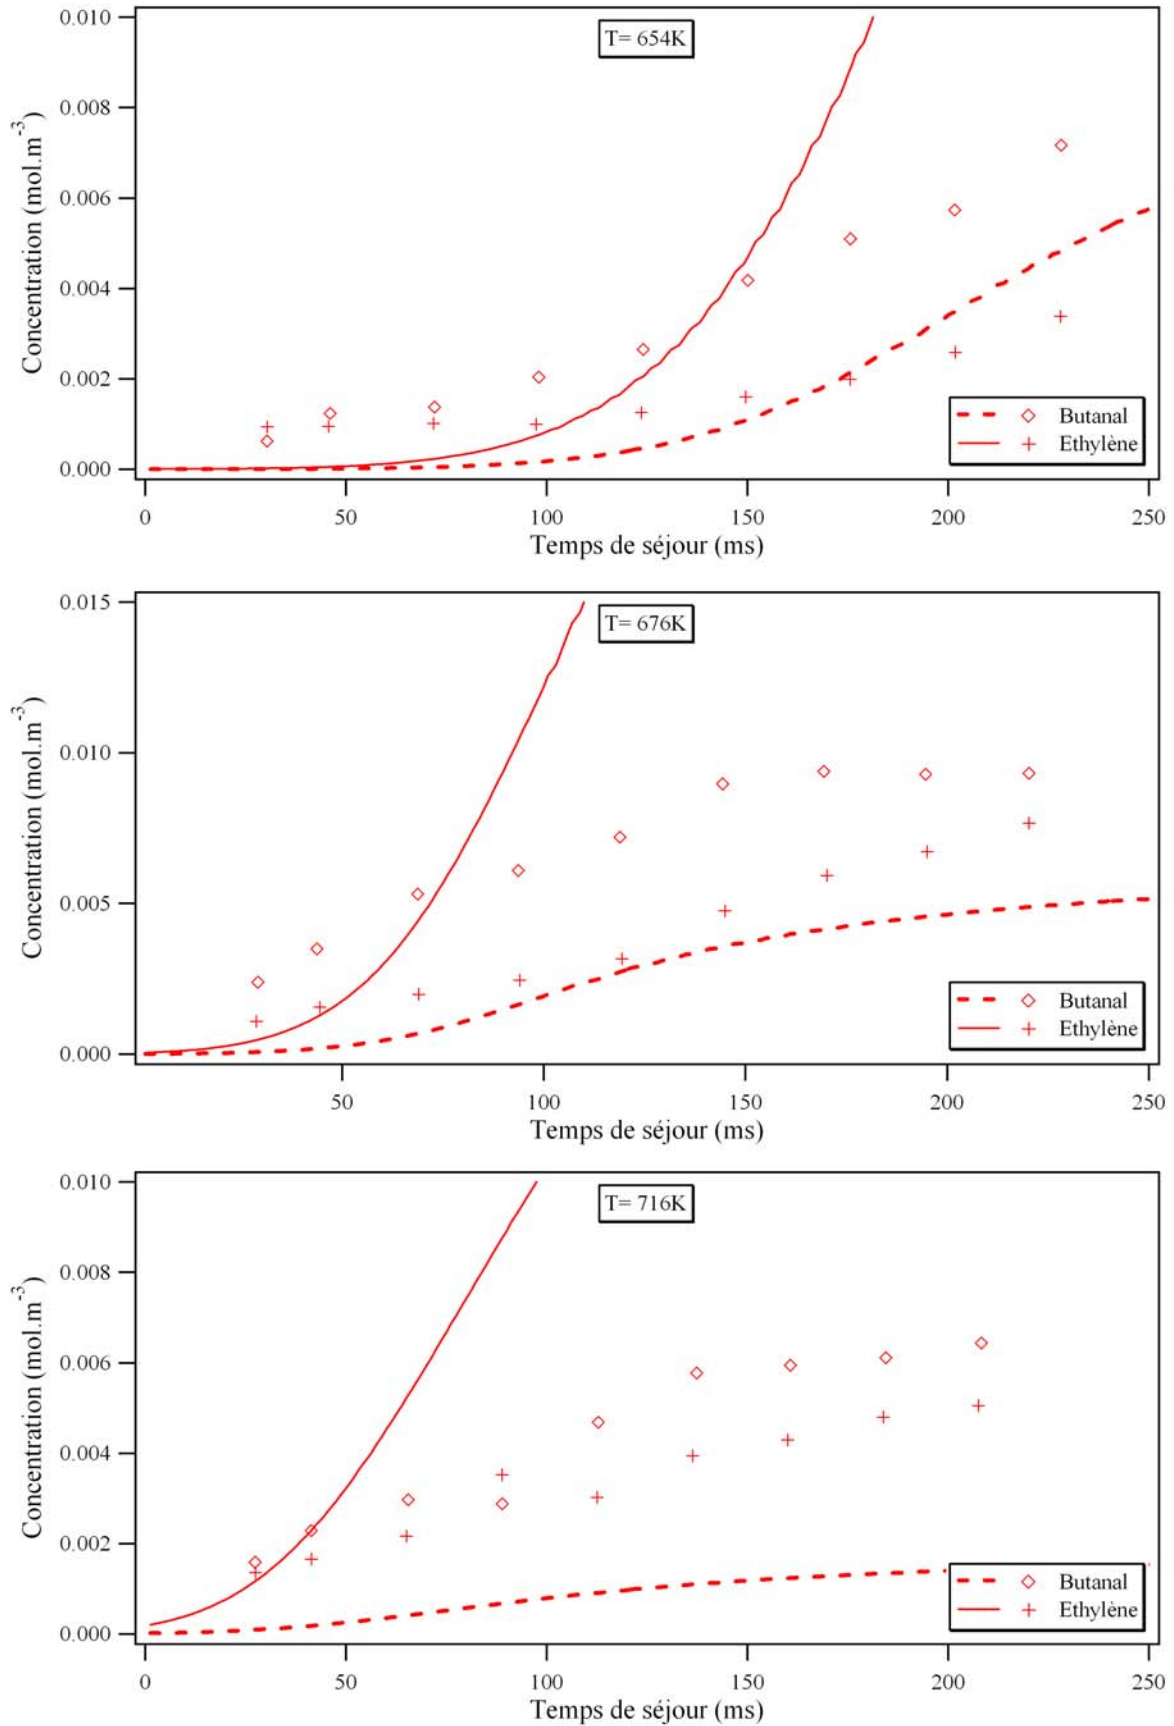 T= 654K
Concentration (mol.m-3)
0.010
0.008
0.006
0.004
0.002
0.000
0 50 100 150 200 250
Temps de séjour (ms)
Butanal
Ethylène
T= 676K
Concentration (mol.m-3)
0.015
0.010
0.005
0.000
50 100 150 200 250
Temps de séjour (ms)
Butanal
Ethylène
T= 716K
Concentration (mol.m-3)
0.010
0.008
0.006
0.004
0.002
0.000
0 50 100 150 200 250
Temps de séjour (ms)
Butanal
Ethylène